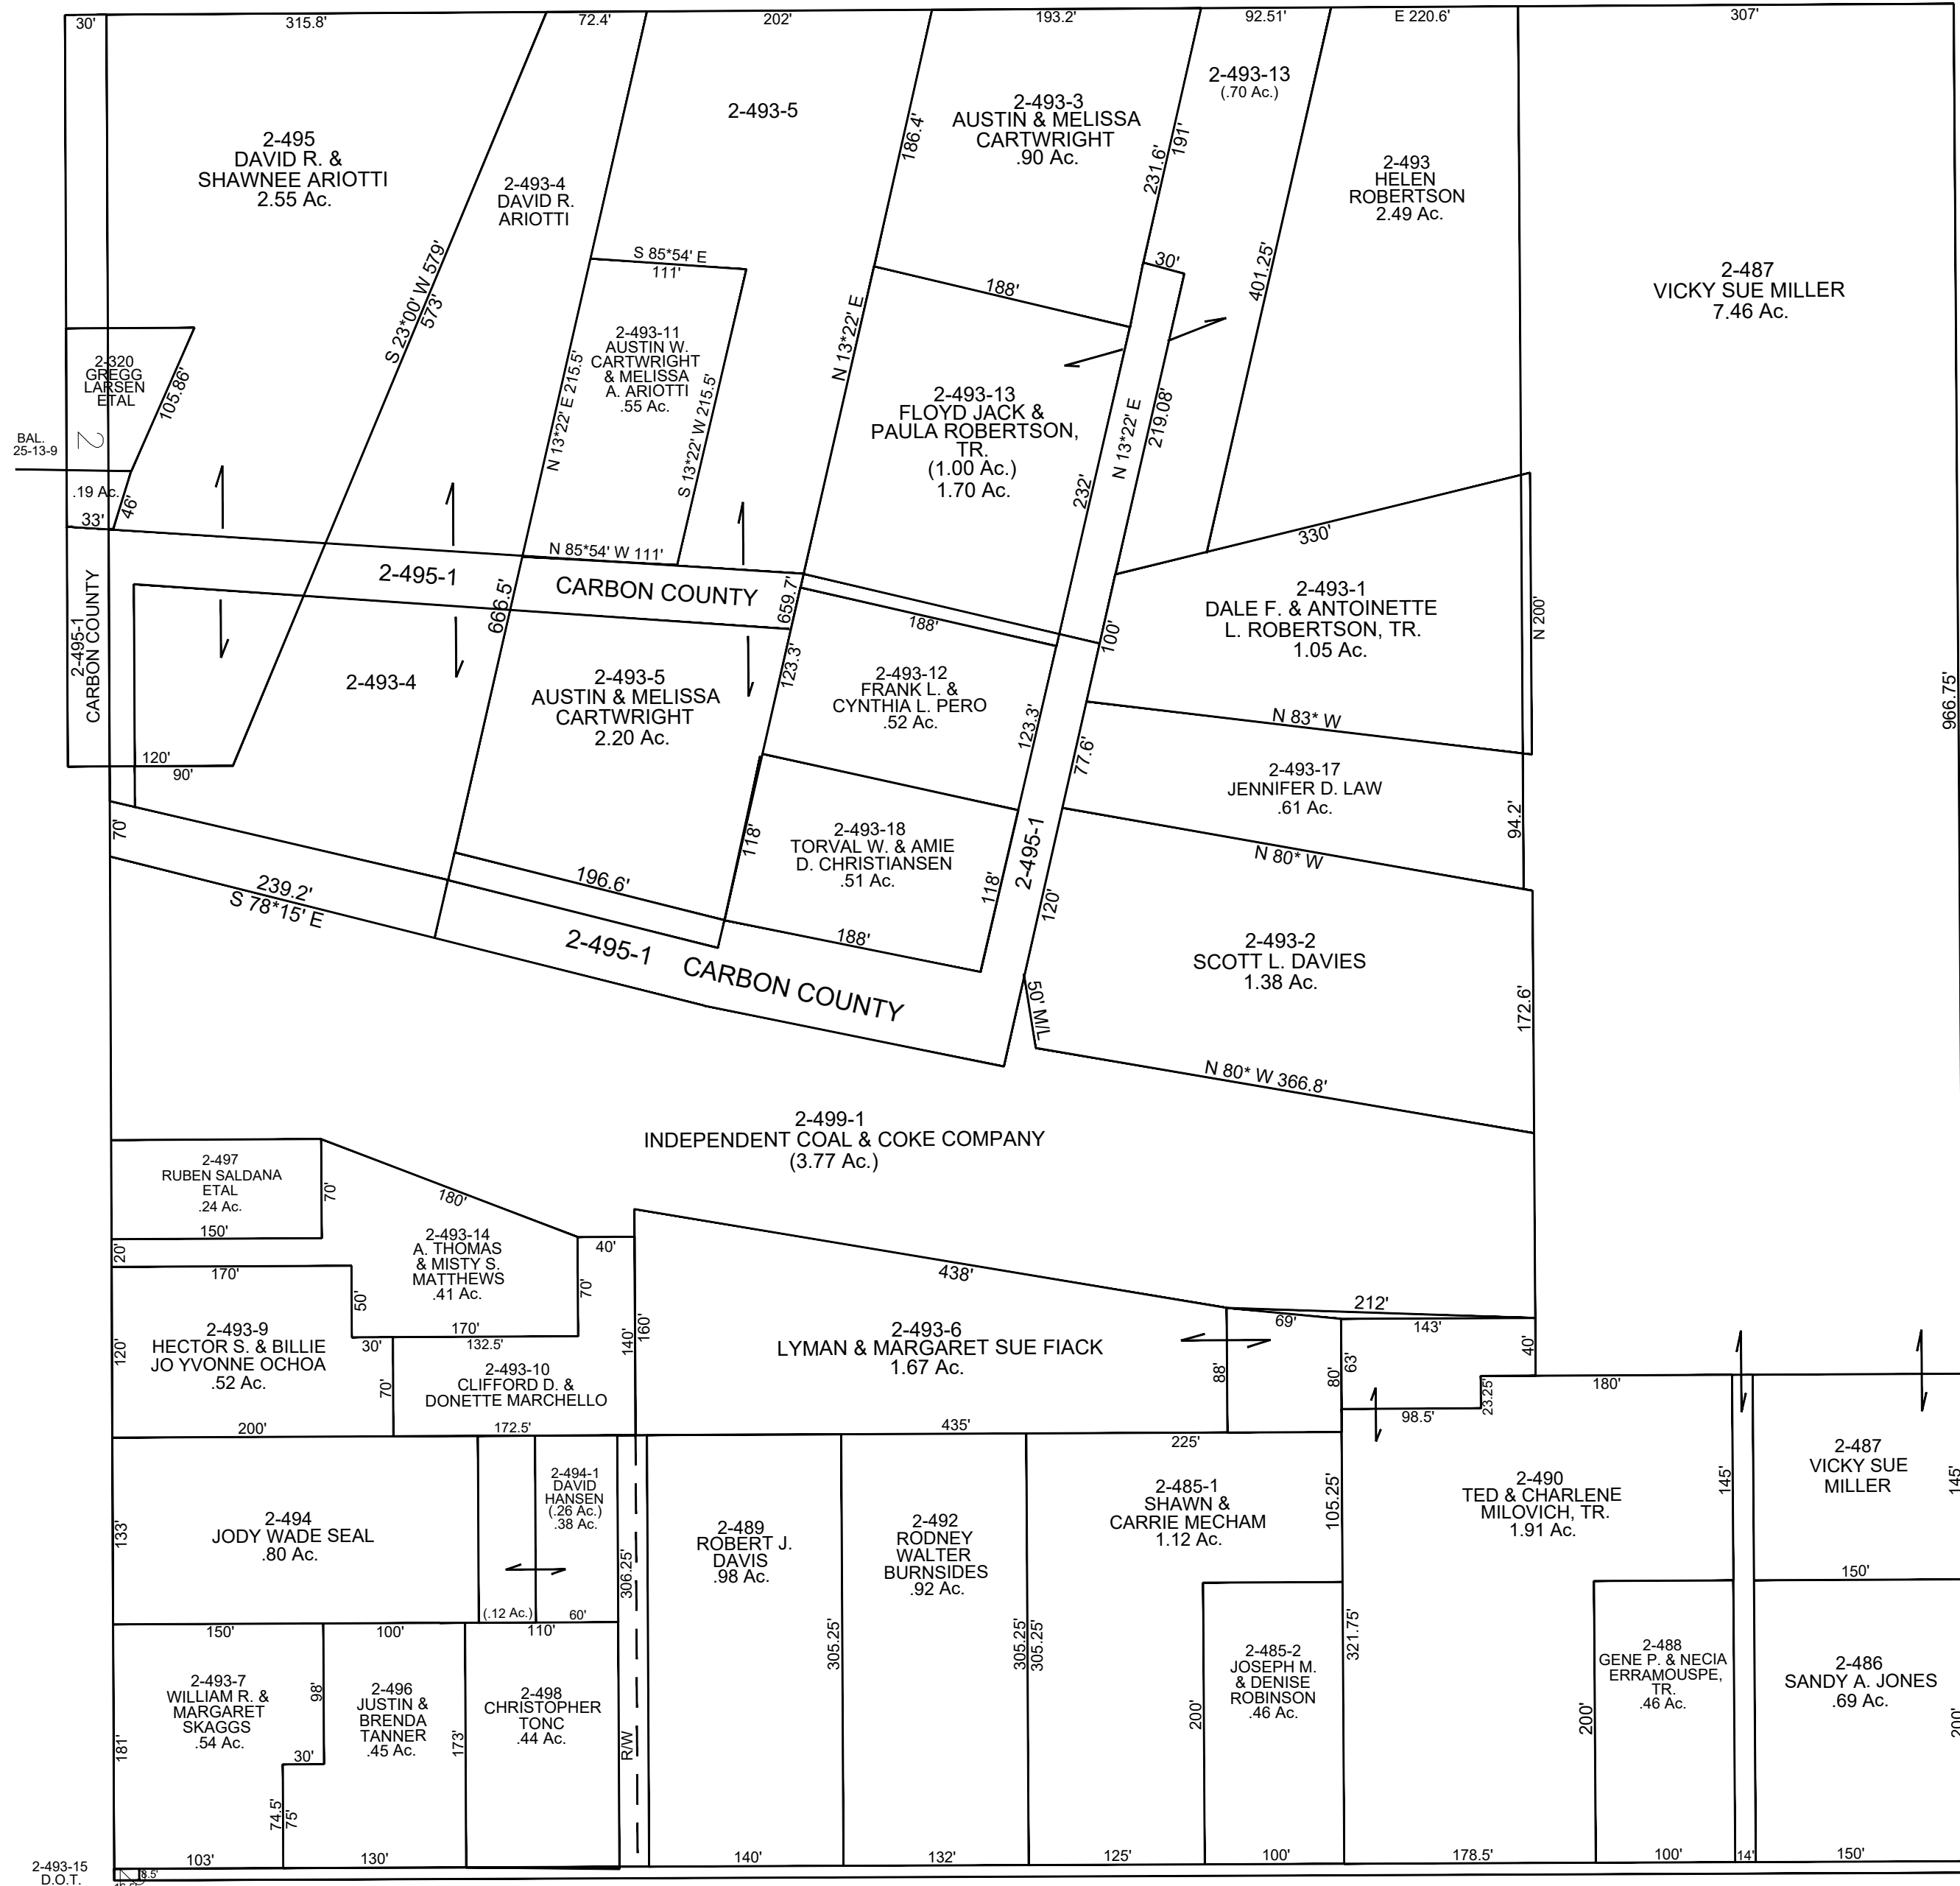 30'
315.8'
72.4'
202'
193.2'
92.51'
E 220.6'
307'
2-495
DAVID R. &
SHAWNEE ARIOTTI
2.55 Ac.
2-493-4
DAVID R.
ARIOTTI
2-493-5
186.4'
2-493-3
AUSTIN & MELISSA
CARTWRIGHT
.90 Ac.
231.6'
191'
2-493-13
(.70 Ac.)
2-493
HELEN
ROBERTSON
2.49 Ac.
2-487
VICKY SUE MILLER
7.46 Ac.
966.75'
S 23*00' W 579'
573'
S 85*54' E
111'
2-493-11
AUSTIN W.
CARTWRIGHT
& MELISSA
A. ARIOTTI
.55 Ac.
N 13*22' E 215.5'
S 13*22' W 215.5'
N 85*54' W 111'
N 13*22' E
188'
30'
401.25'
2-493-13
FLOYD JACK &
PAULA ROBERTSON,
TR.
(1.00 Ac.)
1.70 Ac.
232'
N 13*22' E
219.08'
2-320
GREGG
LARSEN
ETAL
105.86'
2
BAL.
25-13-9
.19 Ac.
46'
33'
2-495-1
CARBON COUNTY
2-495-1
CARBON COUNTY
666.5'
659.7'
188'
100'
330'
2-493-1
DALE F. & ANTOINETTE
L. ROBERTSON, TR.
1.05 Ac.
N 200'
N 83* W
2-493-4
120'
90'
2-493-5
AUSTIN & MELISSA
CARTWRIGHT
2.20 Ac.
123.3'
2-493-12
FRANK L. &
CYNTHIA L. PERO
.52 Ac.
123.3'
77.6'
2-493-17
JENNIFER D. LAW
.61 Ac.
94.2'
N 80* W
70'
239.2'
S 78*15' E
196.6'
118'
2-493-18
TORVAL W. & AMIE
D. CHRISTIANSEN
.51 Ac.
118'
188'
2-495-1
120'
2-495-1 CARBON COUNTY
2-493-2
SCOTT L. DAVIES
1.38 Ac.
172.6'
50' M/L
N 80* W 366.8'
2-499-1
INDEPENDENT COAL & COKE COMPANY
(3.77 Ac.)
2-497
RUBEN SALDANA
ETAL
.24 Ac.
70'
150'
20'
180'
2-493-14
A. THOMAS
& MISTY S.
MATTHEWS
.41 Ac.
40'
70'
170'
50'
170'
132.5'
30'
120'
2-493-9
HECTOR S. & BILLIE
JO YVONNE OCHOA
.52 Ac.
70'
2-493-10
CLIFFORD D. &
DONETTE MARCHELLO
140'
160'
438'
2-493-6
LYMAN & MARGARET SUE FIACK
1.67 Ac.
88'
69'
212'
143'
40'
80'
63'
98.5'
23.25'
180'
200'
172.5'
435'
225'
133'
2-494
JODY WADE SEAL
.80 Ac.
(.12 Ac.)
2-494-1
DAVID
HANSEN
(.26 Ac.)
.38 Ac.
60'
306.25'
R/W
2-489
ROBERT J.
DAVIS
.98 Ac.
305.25'
2-492
RODNEY
WALTER
BURNSIDES
.92 Ac.
305.25'
305.25'
2-485-1
SHAWN &
CARRIE MECHAM
1.12 Ac.
105.25'
2-490
TED & CHARLENE
MILOVICH, TR.
1.91 Ac.
145'
2-487
VICKY SUE
MILLER
145'
150'
150'
100'
110'
2-493-7
WILLIAM R. &
MARGARET
SKAGGS
.54 Ac.
98'
30'
181'
74.5'
75'
2-496
JUSTIN &
BRENDA
TANNER
.45 Ac.
173'
2-498
CHRISTOPHER
TONC
.44 Ac.
2-485-2
JOSEPH M.
& DENISE
ROBINSON
.46 Ac.
200'
321.75'
2-488
GENE P. & NECIA
ERRAMOUSPE,
TR.
.46 Ac.
200'
2-486
SANDY A. JONES
.69 Ac.
200'
103'
130'
140'
132'
125'
100'
178.5'
100'
14'
150'
2-493-15
D.O.T.